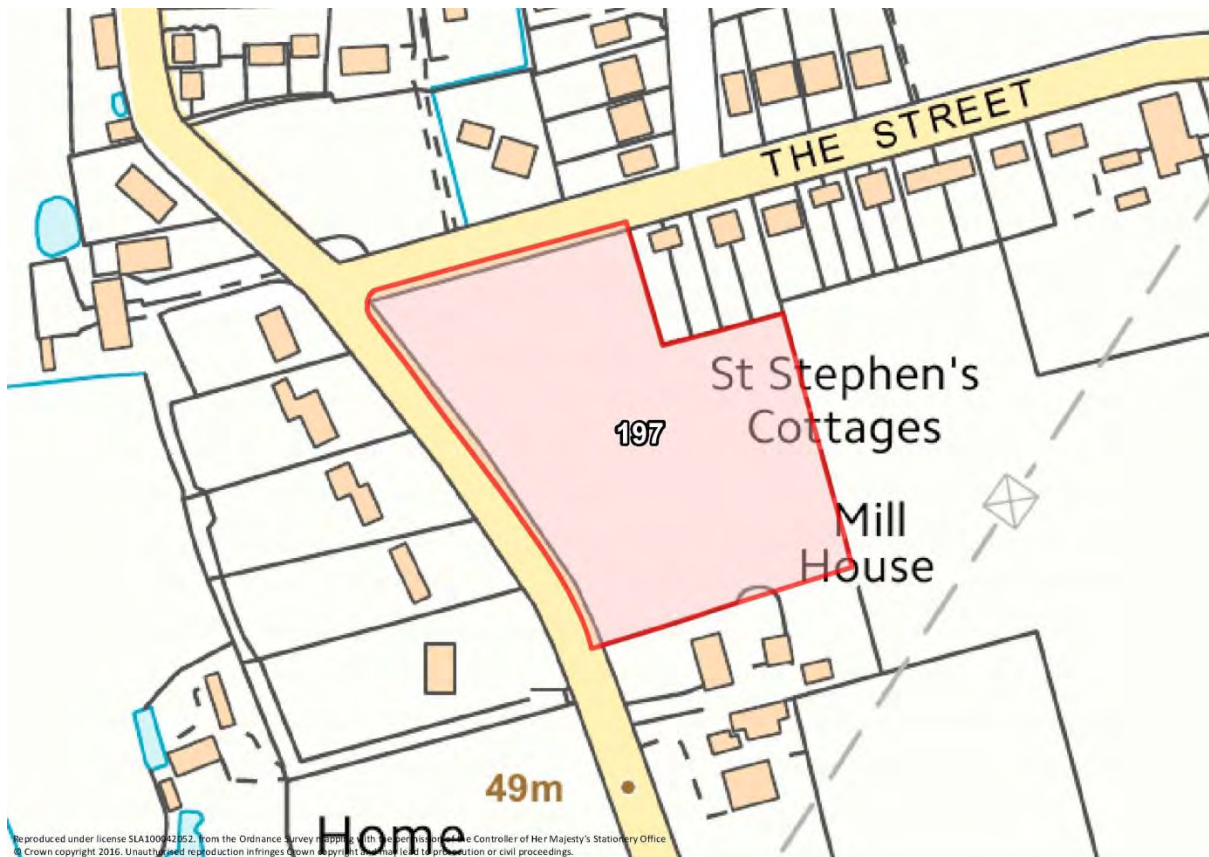 THE STREET
St Stephen's
Cottages
197
Mill
House
49m
Home
Reproduced under license SLA100042052. from the Ordnance Survey mapping with the permission of the Controller of Her Majesty's Stationery Office
© Crown copyright 2016. Unauthorised reproduction infringes Crown copyright and may lead to prosecution or civil proceedings.